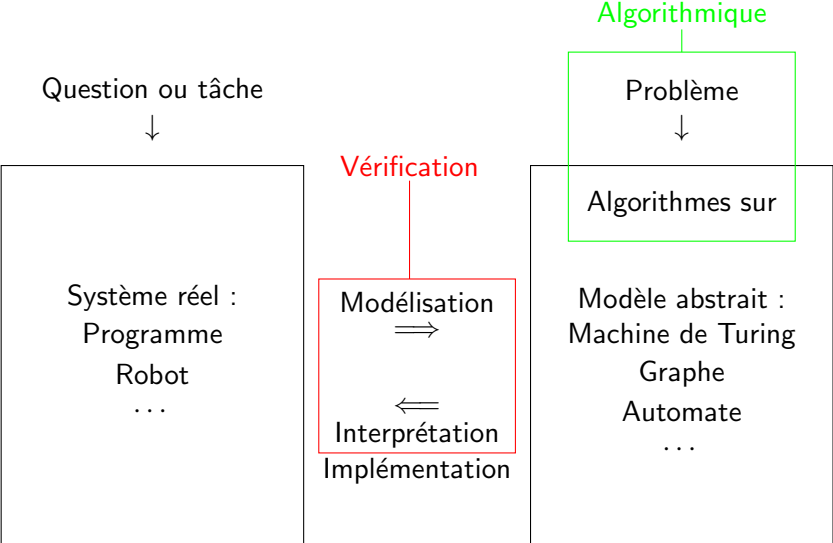 Algorithmique
Question ou tâche
↓
Problème
↓
Vérification
Algorithmes sur
Système réel :
Programme
Robot
...
Modélisation
⟹
⟸
Interprétation
Implémentation
Modèle abstrait :
Machine de Turing
Graphe
Automate
...